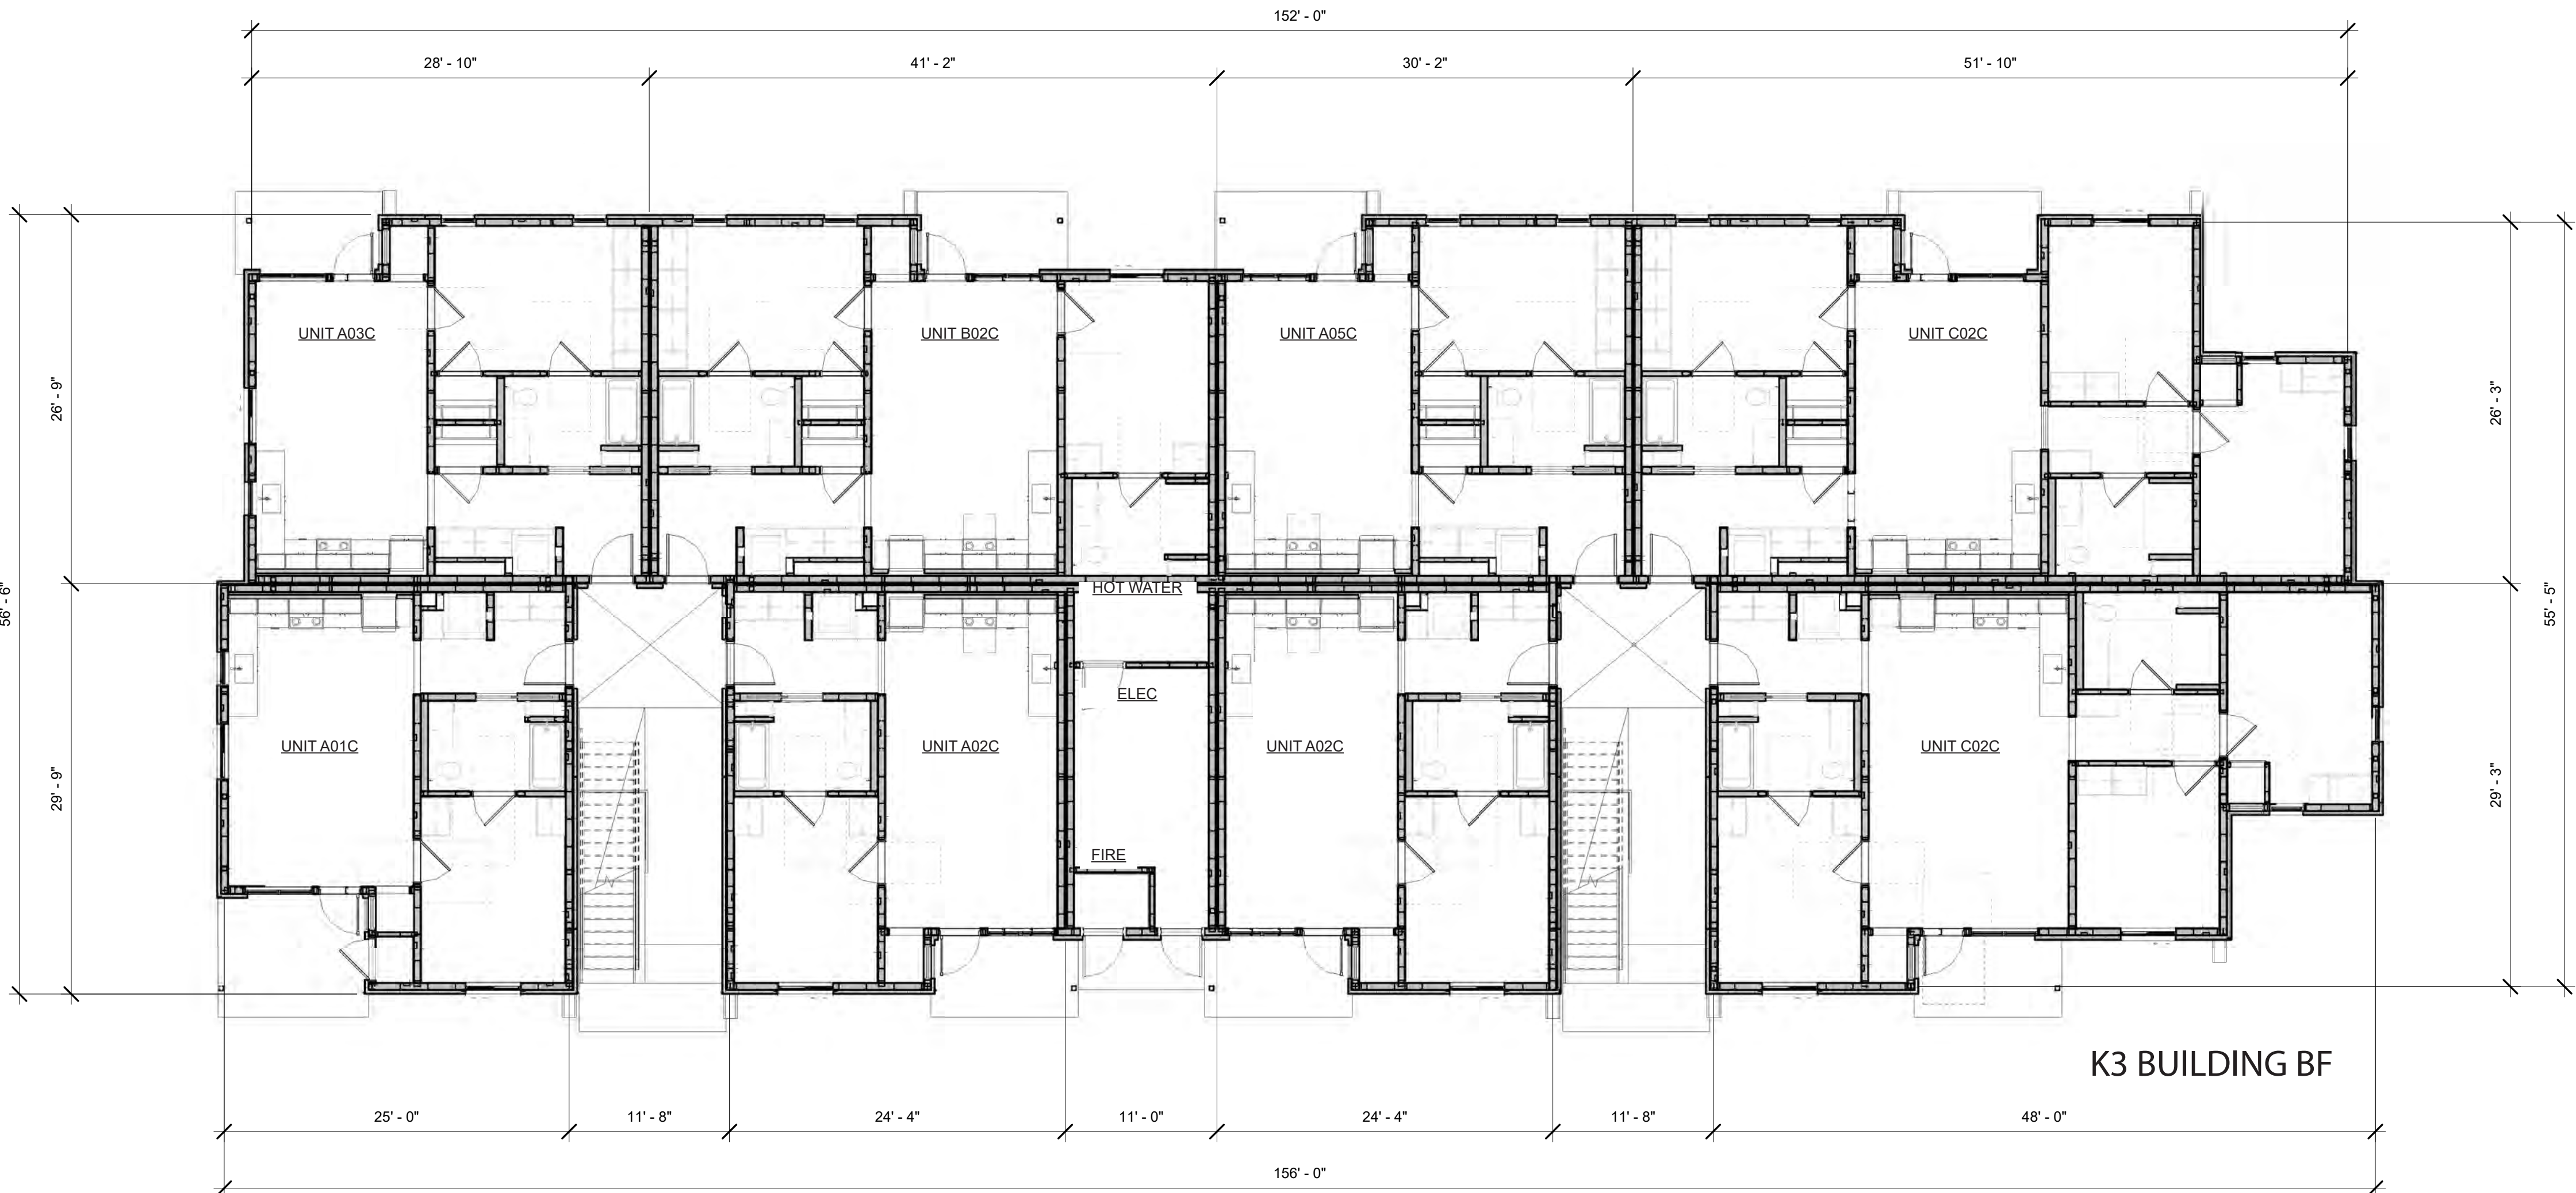 152' - 0"
28' - 10"
41' - 2"
30' - 2"
51' - 10"
UNIT A03C
UNIT B02C
UNIT A05C
UNIT C02C
26' - 9"
26' - 3"
56' - 6"
55' - 5"
HOT WATER
ELEC
UNIT A01C
UNIT A02C
UNIT A02C
UNIT C02C
29' - 9"
29' - 3"
FIRE
K3 BUILDING BF
25' - 0"
11' - 8"
24' - 4"
11' - 0"
24' - 4"
11' - 8"
48' - 0"
156' - 0"